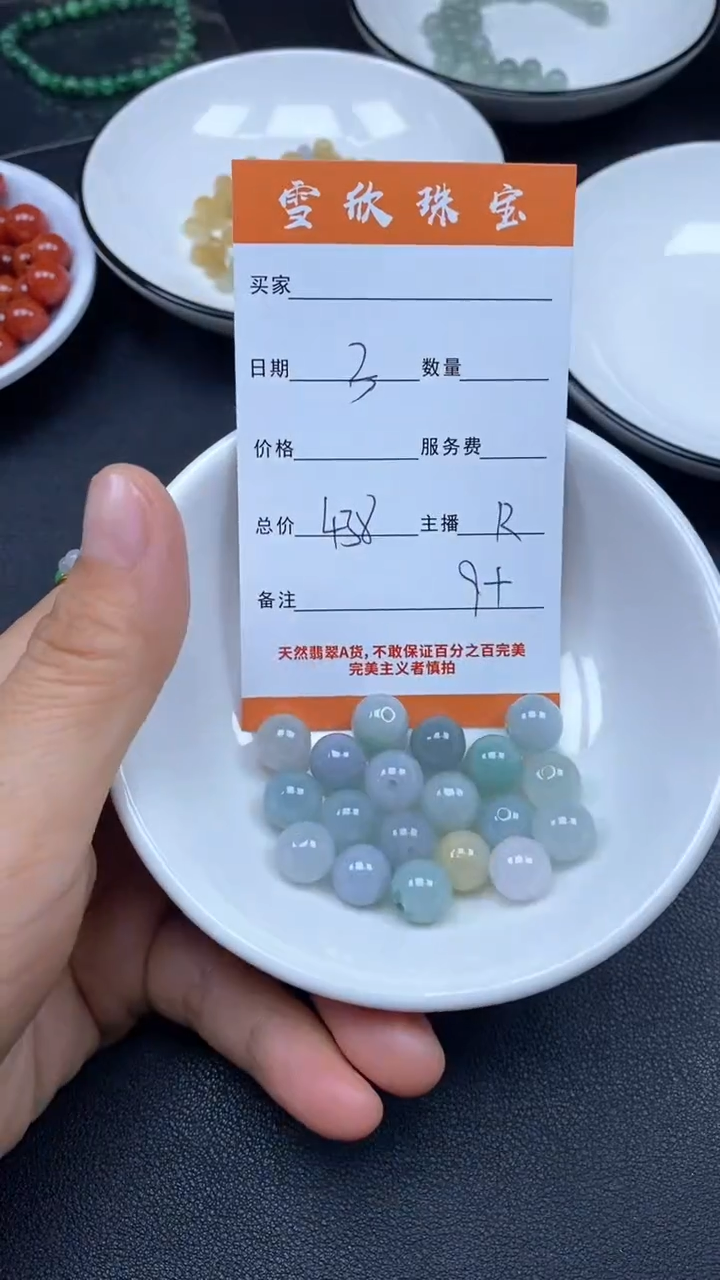 雪欣珠宝
买家
日期 3 数量
价格 服务费
总价 438 主播 R
备注 9+
天然翡翠A货,不敢保证百分之百完美
完美主义者慎拍